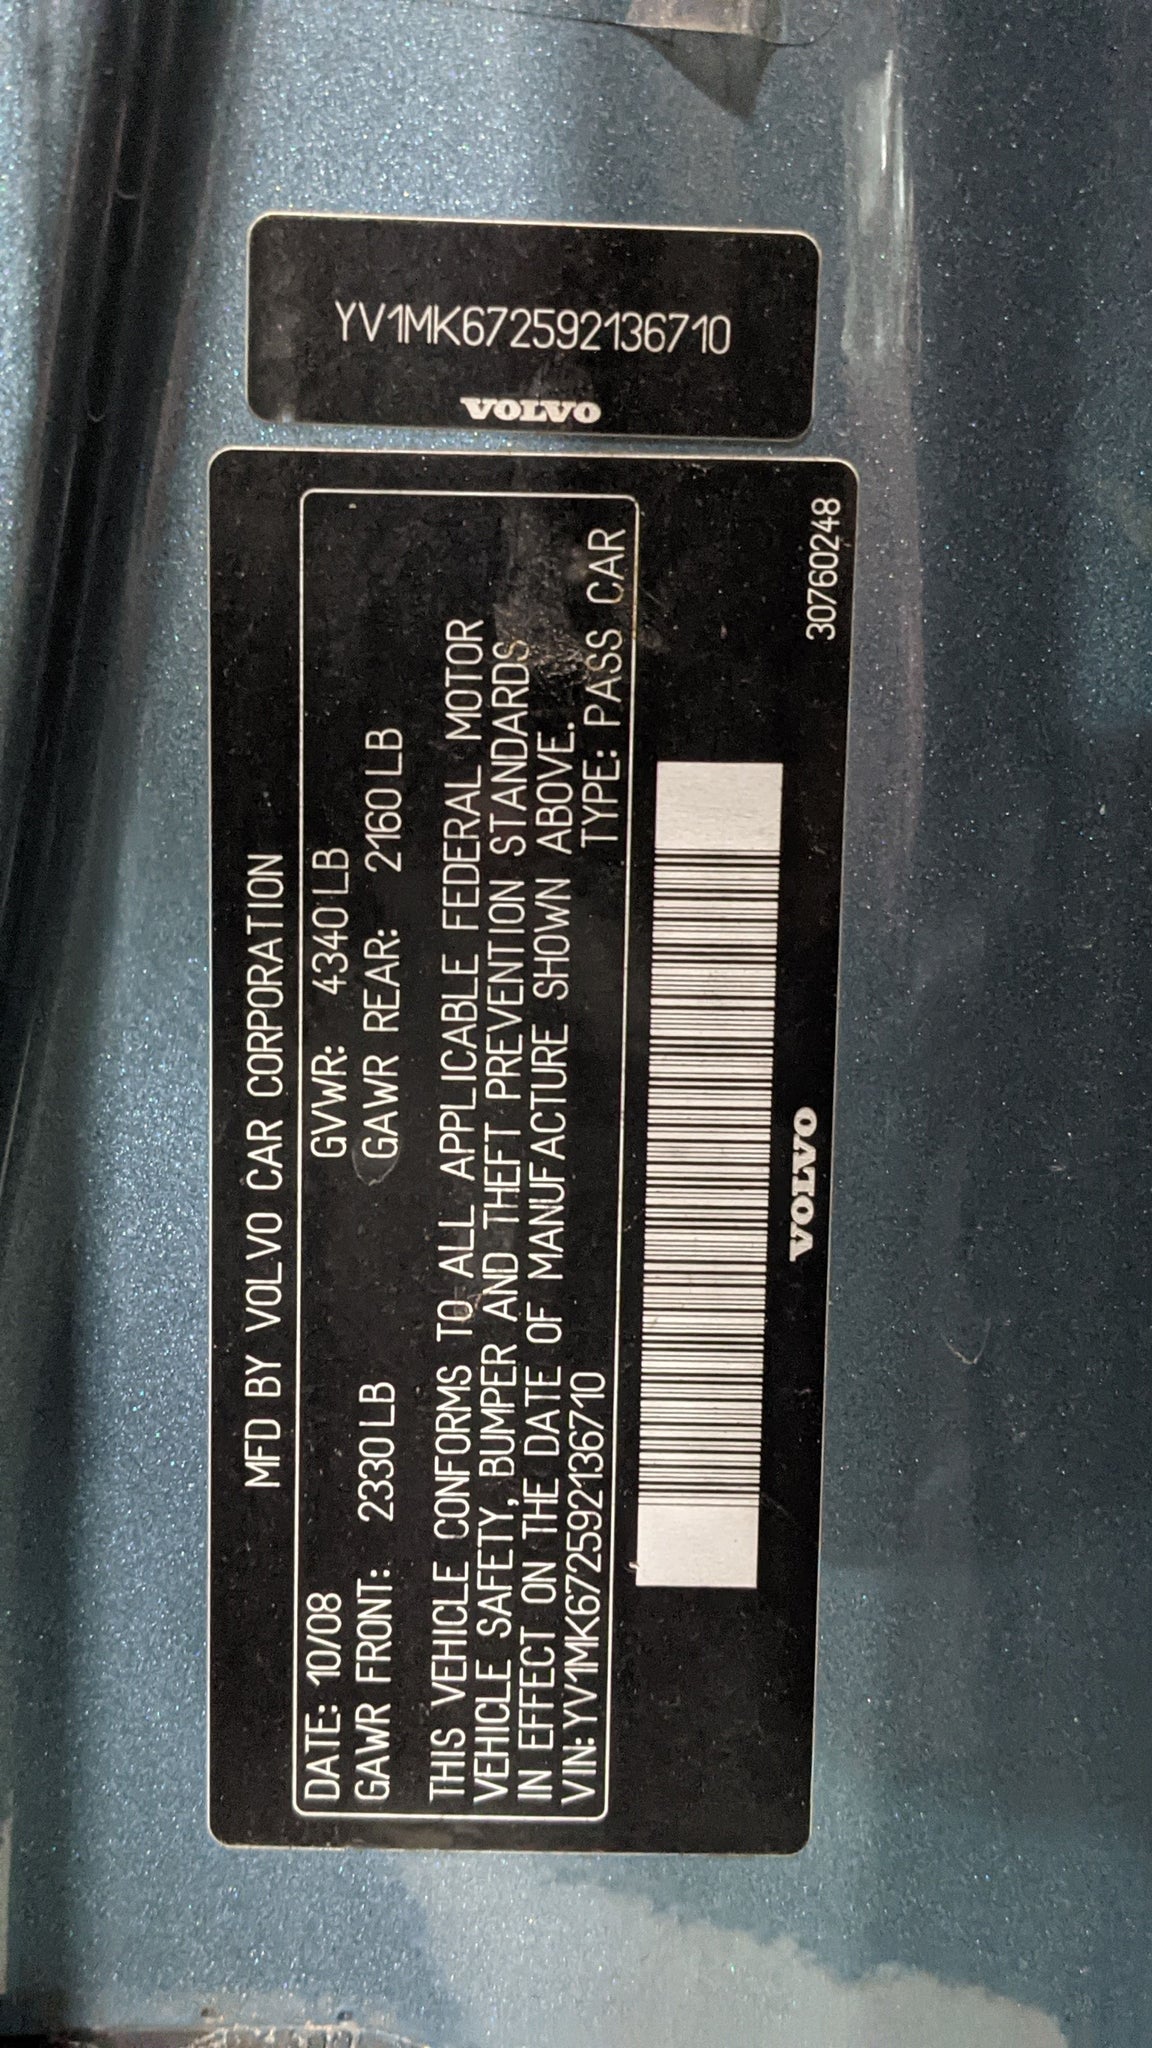 YV1MK672592136710
VOLVO
MFD BY VOLVO CAR CORPORATION
DATE: 10/08 GVWR: 4340 LB
GAWR FRONT: 2330 LB GAWR REAR: 2160 LB
THIS VEHICLE CONFORMS TO ALL APPLICABLE FEDERAL MOTOR
VEHICLE SAFETY, BUMPER AND THEFT PREVENTION STANDARDS
IN EFFECT ON THE DATE OF MANUFACTURE SHOWN ABOVE.
VIN: YV1MK672592136710 TYPE: PASS CAR
VOLVO
30760248